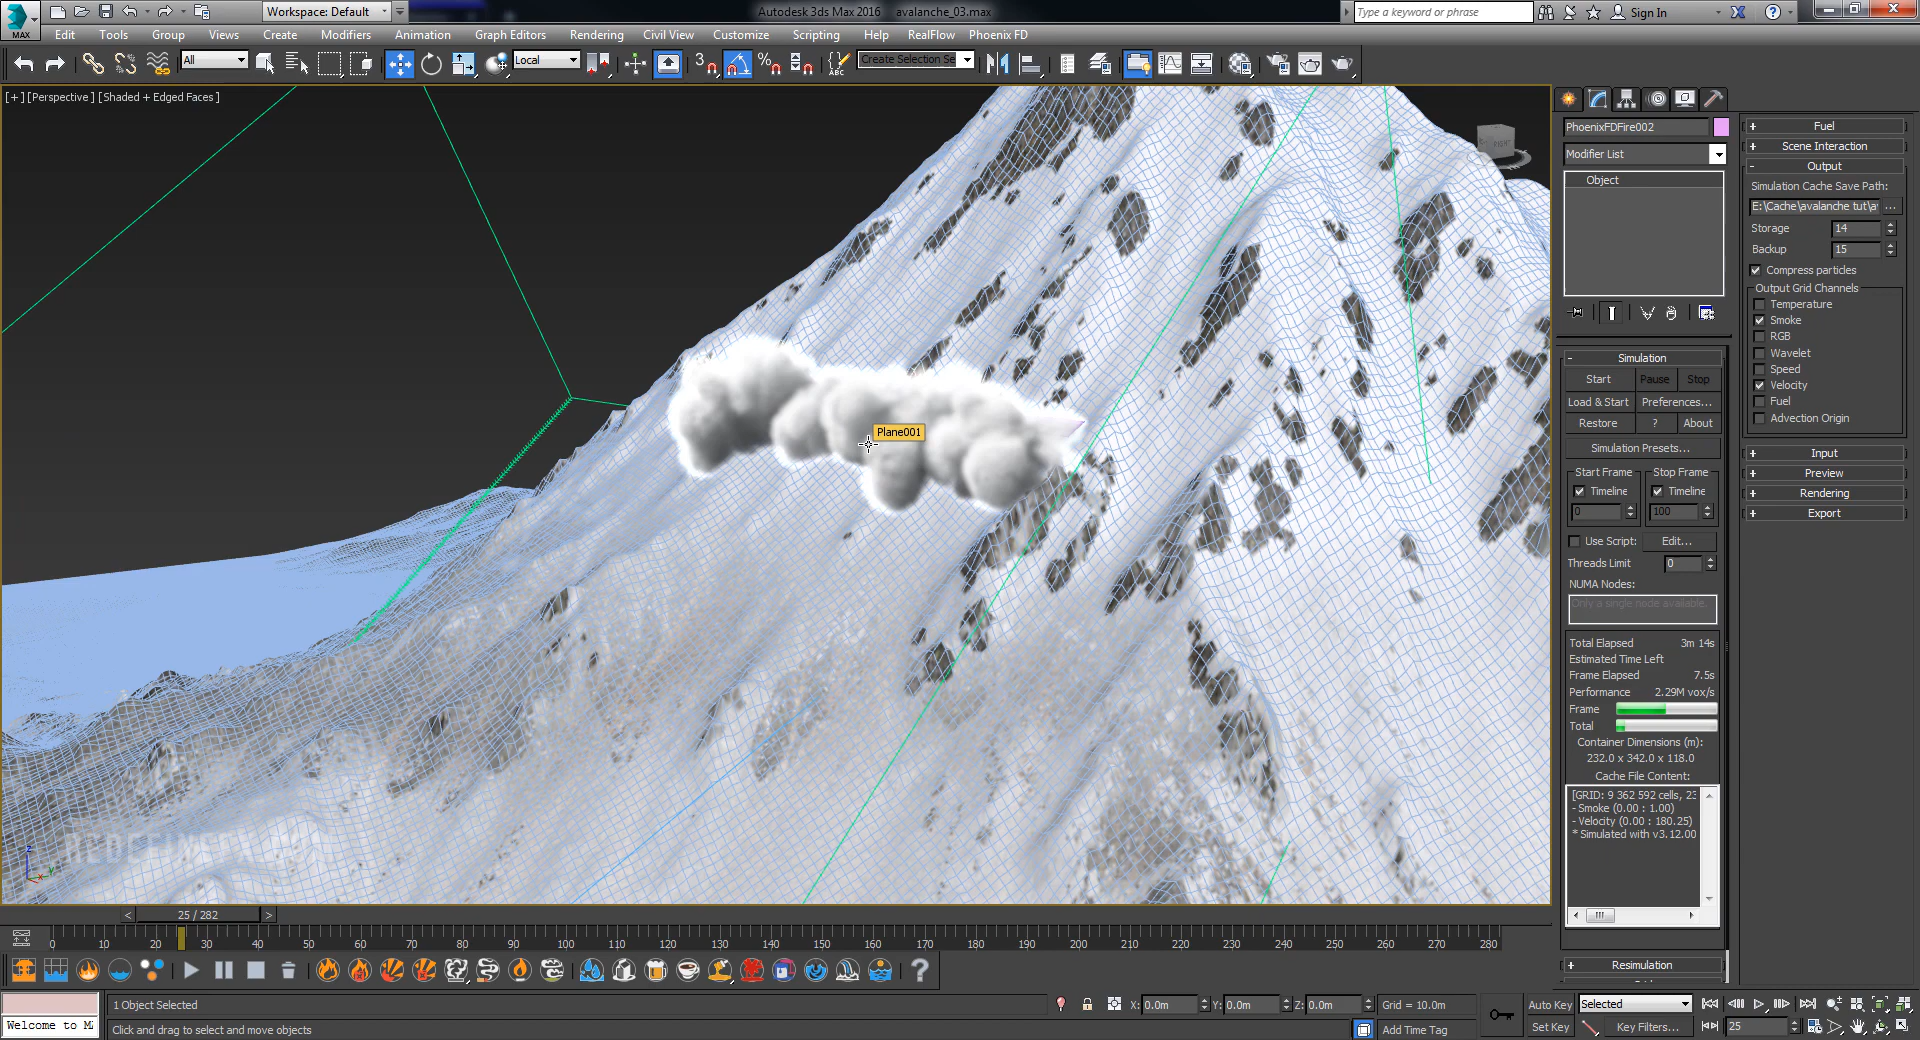 Workspace: Default
Autodesk 3ds Max 2016 avalanche_03.max
Type a keyword or phrase
Sign In
MAX
Edit Tools Group Views Create Modifiers Animation Graph Editors Rendering Civil View Customize Scripting Help RealFlow Phoenix FD
All
Local
3
ABC
Create Selection Se
[+] [Perspective ] [Shaded + Edged Faces ]
RIGHT
Plane001
PhoenixFDFire002
Modifier List
Object
- Simulation
Start Pause Stop
Load & Start Preferences...
Restore ? About
Simulation Presets...
Start Frame Stop Frame
Timeline Timeline
0 100
Use Script: Edit...
Threads Limit 0
NUMA Nodes:
Only a single node available.
Total Elapsed 3m 14s
Estimated Time Left
Frame Elapsed 7.5s
Performance 2.29M vox/s
Frame
Total
Container Dimensions (m):
232.0 x 342.0 x 118.0
Cache File Content:
[GRID: 9 362 592 cells, 23
- Smoke (0.00 : 1.00)
- Velocity (0.00 : 180.25)
* Simulated with v3.12.00
+ Resimulation
+ Fuel
+ Scene Interaction
- Output
Simulation Cache Save Path:
E:\Cache\avalanche tut\a ...
Storage 14
Backup 15
Compress particles
Output Grid Channels
Temperature
Smoke
RGB
Wavelet
Speed
Velocity
Fuel
Advection Origin
+ Input
+ Preview
+ Rendering
+ Export
z
x y
< 25 / 282 >
0 10 20 30 40 50 60 70 80 90 100 110 120 130 140 150 160 170 180 190 200 210 220 230 240 250 260 270 280
1 Object Selected
X: 0.0m Y: 0.0m Z: 0.0m Grid = 10.0m
Auto Key Selected
Welcome to M
Click and drag to select and move objects
Add Time Tag
Set Key Key Filters...
25